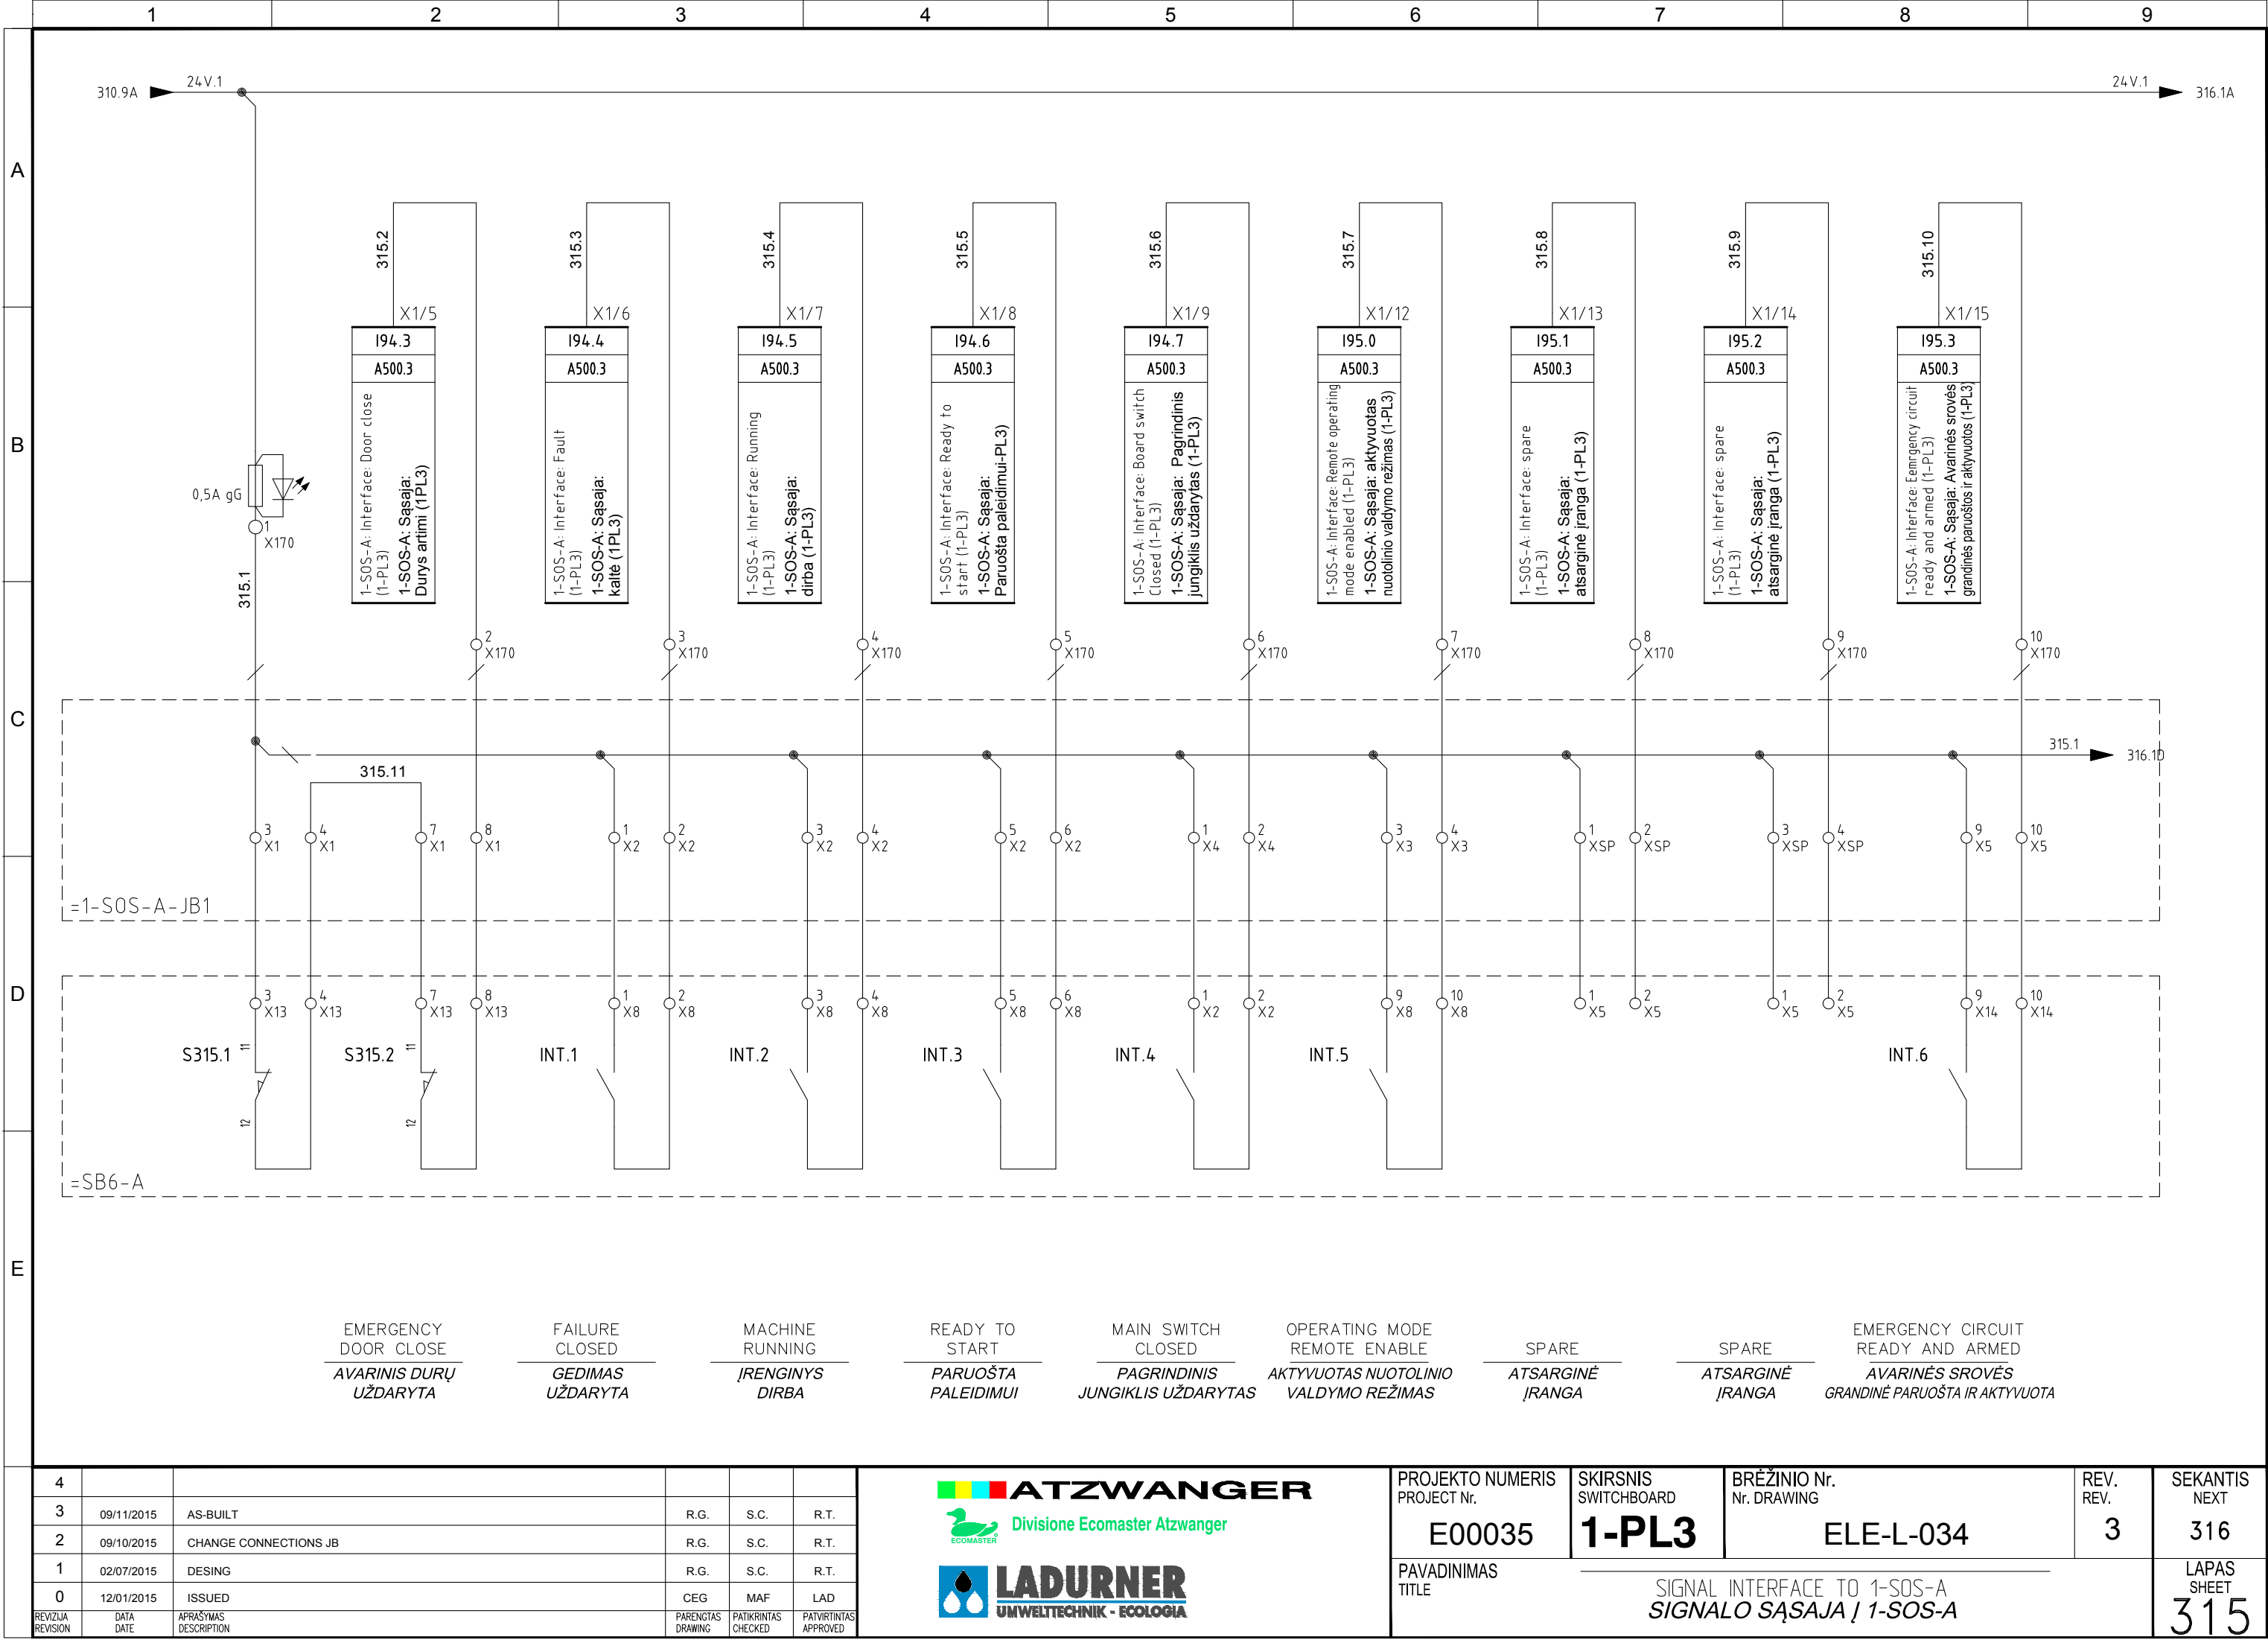 1 2 3 4 5 6 7 8 9
A
B
C
D
E
310.9A 24V.1 24V.1 316.1A
315.2 315.3 315.4 315.5 315.6 315.7 315.8 315.9 315.10
X1/5 X1/6 X1/7 X1/8 X1/9 X1/12 X1/13 X1/14 X1/15
I94.3 I94.4 I94.5 I94.6 I94.7 I95.0 I95.1 I95.2 I95.3
A500.3 A500.3 A500.3 A500.3 A500.3 A500.3 A500.3 A500.3 A500.3
1-SOS-A: Interface: Door close
(1-PL3)
1-SOS-A: Sąsaja:
Durys artimi (1PL3)
1-SOS-A: Interface: Fault
(1-PL3)
1-SOS-A: Sąsaja:
kaltė (1PL3)
1-SOS-A: Interface: Running
(1-PL3)
1-SOS-A: Sąsaja:
dirba (1-PL3)
1-SOS-A: Interface: Ready to
start (1-PL3)
1-SOS-A: Sąsaja:
Paruošta paleidimui-PL3)
1-SOS-A: Interface: Board switch
Closed (1-PL3)
1-SOS-A: Sąsaja: Pagrindinis
jungiklis uždarytas (1-PL3)
1-SOS-A: Interface: Remote operating
mode enabled (1-PL3)
1-SOS-A: Sąsaja: aktyvuotas
nuotolinio valdymo režimas (1-PL3)
1-SOS-A: Interface: spare
(1-PL3)
1-SOS-A: Sąsaja:
atsarginė įranga (1-PL3)
1-SOS-A: Interface: spare
(1-PL3)
1-SOS-A: Sąsaja:
atsarginė įranga (1-PL3)
1-SOS-A: Interface: Eemrgency circuit
ready and armed (1-PL3)
1-SOS-A: Sąsaja: Avarinės srovės
grandinės paruoštos ir aktyvuotos (1-PL3)
0,5A gG
1
X170
315.1
2 3 4 5 6 7 8 9 10
X170 X170 X170 X170 X170 X170 X170 X170 X170
315.1 316.1D
315.11
3 4 7 8 1 2 3 4 5 6 1 2 3 4 1 2 3 4 9 10
X1 X1 X1 X1 X2 X2 X2 X2 X2 X2 X4 X4 X3 X3 XSP XSP XSP XSP X5 X5
=1-SOS-A-JB1
3 4 7 8 1 2 3 4 5 6 1 2 9 10 1 2 1 2 9 10
X13 X13 X13 X13 X8 X8 X8 X8 X8 X8 X2 X2 X8 X8 X5 X5 X5 X5 X14 X14
S315.1 11 S315.2 11 INT.1 INT.2 INT.3 INT.4 INT.5 INT.6
12 12
=SB6-A
EMERGENCY
DOOR CLOSE
AVARINIS DURŲ
UŽDARYTA
FAILURE
CLOSED
GEDIMAS
UŽDARYTA
MACHINE
RUNNING
ĮRENGINYS
DIRBA
READY TO
START
PARUOŠTA
PALEIDIMUI
MAIN SWITCH
CLOSED
PAGRINDINIS
JUNGIKLIS UŽDARYTAS
OPERATING MODE
REMOTE ENABLE
AKTYVUOTAS NUOTOLINIO
VALDYMO REŽIMAS
SPARE
ATSARGINĖ
ĮRANGA
SPARE
ATSARGINĖ
ĮRANGA
EMERGENCY CIRCUIT
READY AND ARMED
AVARINĖS SROVĖS
GRANDINĖ PARUOŠTA IR AKTYVUOTA
4
3 09/11/2015 AS-BUILT R.G. S.C. R.T.
2 09/10/2015 CHANGE CONNECTIONS JB R.G. S.C. R.T.
1 02/07/2015 DESING R.G. S.C. R.T.
0 12/01/2015 ISSUED CEG MAF LAD
REVIZIJA DATA APRAŠYMAS PARENGTAS PATIKRINTAS PATVIRTINTAS
REVISION DATE DESCRIPTION DRAWING CHECKED APPROVED
ATZWANGER
ECOMASTER
Divisione Ecomaster Atzwanger
LADURNER
UMWELTTECHNIK - ECOLOGIA
PROJEKTO NUMERIS
PROJECT Nr.
E00035
SKIRSNIS
SWITCHBOARD
1-PL3
BRĖŽINIO Nr.
Nr. DRAWING
ELE-L-034
REV.
REV.
3
SEKANTIS
NEXT
316
PAVADINIMAS
TITLE
SIGNAL INTERFACE TO 1-SOS-A
SIGNALO SĄSAJA Į 1-SOS-A
LAPAS
SHEET
315